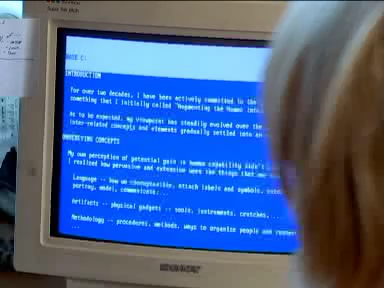 BASE C:
INTRODUCTION
For over two decades, I have been actively committed to the
something that I initially called "Augmenting the Human
As to be expected, my viewpoint has steadily evolved over the
inter-related concepts and elements gradually settled into an
UNDERLYING CONCEPTS
My own perception of potential gain in human capability didn't
I realized how pervasive and extensive were the things that
Language -- how we conceptualize, attach labels and symbols,
portray, model, communicate...
Artifacts -- physical gadgets -- tools, instruments, crutches,...
Methodology -- procedures, methods, ways to organize people and
...